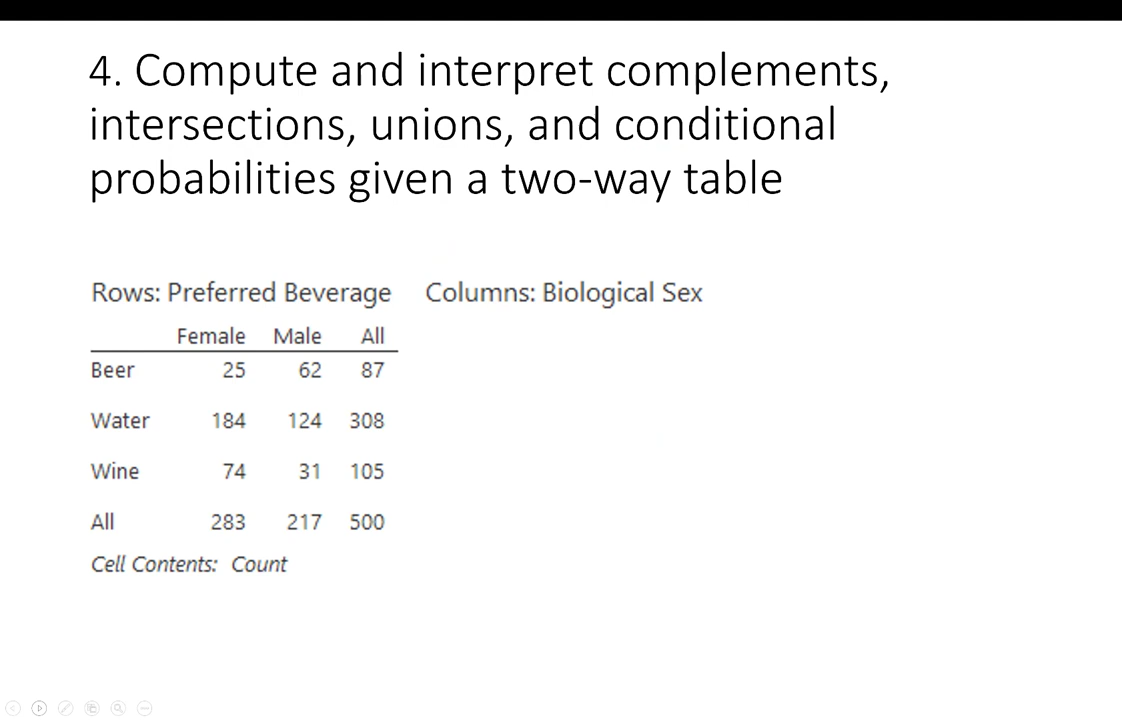 4. Compute and interpret complements,
intersections, unions, and conditional
probabilities given a two-way table
Rows: Preferred Beverage Columns: Biological Sex
Female Male All
Beer 25 62 87
Water 184 124 308
Wine 74 31 105
All 283 217 500
Cell Contents: Count